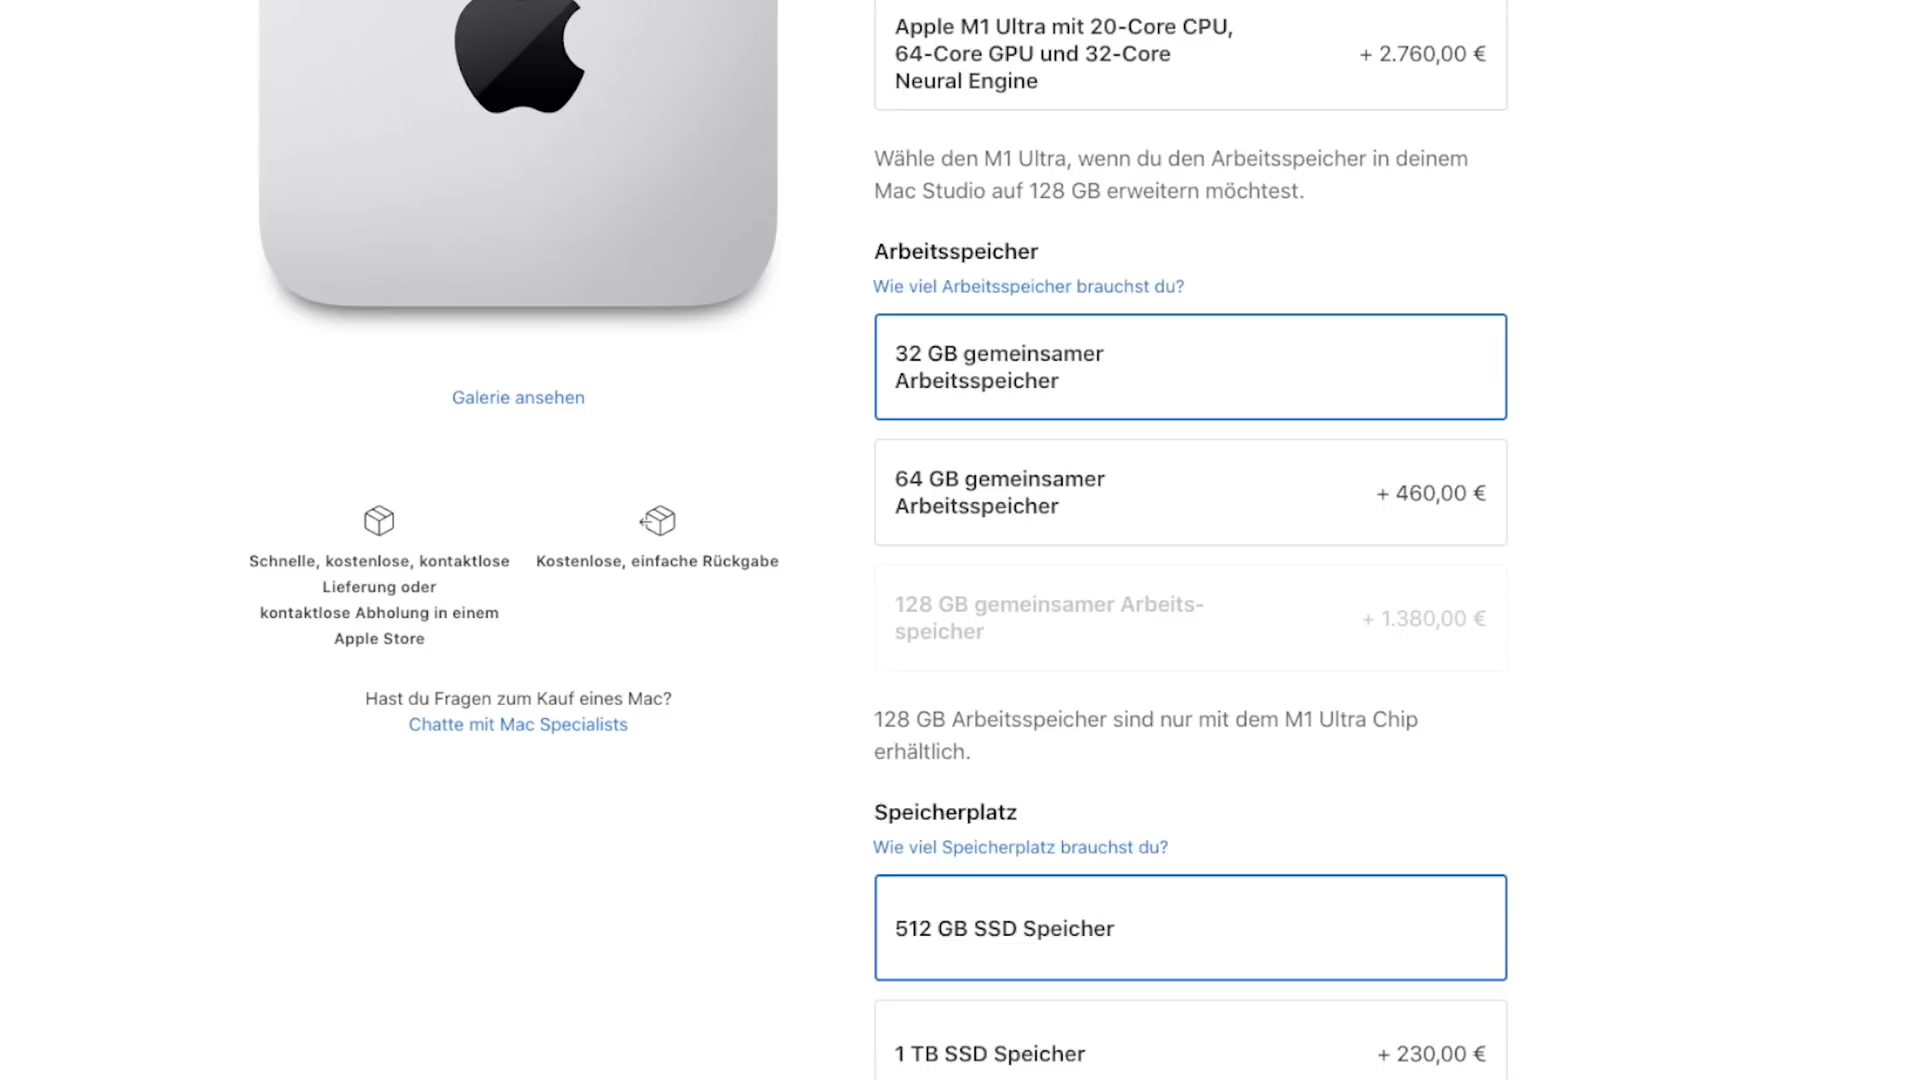 Apple M1 Ultra mit 20-Core CPU,
64-Core GPU und 32-Core
Neural Engine
+ 2.760,00 €
Wähle den M1 Ultra, wenn du den Arbeitsspeicher in deinem
Mac Studio auf 128 GB erweitern möchtest.
Arbeitsspeicher
Wie viel Arbeitsspeicher brauchst du?
32 GB gemeinsamer
Arbeitsspeicher
64 GB gemeinsamer
Arbeitsspeicher
+ 460,00 €
128 GB gemeinsamer Arbeits-
speicher
+ 1.380,00 €
128 GB Arbeitsspeicher sind nur mit dem M1 Ultra Chip
erhältlich.
Speicherplatz
Wie viel Speicherplatz brauchst du?
512 GB SSD Speicher
1 TB SSD Speicher
+ 230,00 €
Galerie ansehen
Schnelle, kostenlose, kontaktlose
Lieferung oder
kontaktlose Abholung in einem
Apple Store
Kostenlose, einfache Rückgabe
Hast du Fragen zum Kauf eines Mac?
Chatte mit Mac Specialists